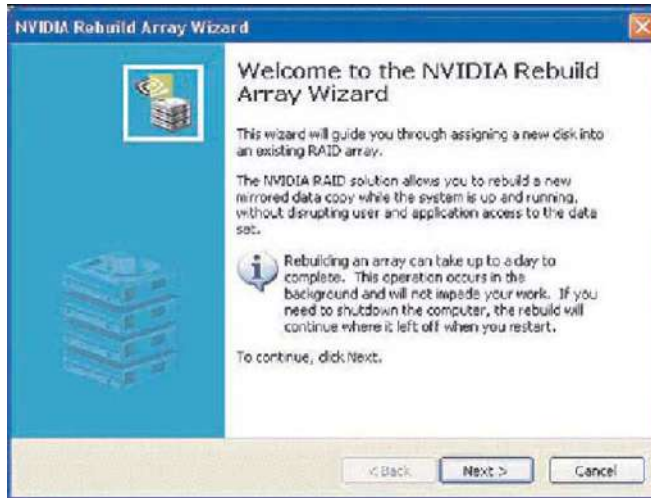 NVIDIA Rebuild Array Wizard
Welcome to the NVIDIA Rebuild
Array Wizard
This wizard will guide you through assigning a new disk into
an existing RAID array.
The NVIDIA RAID solution allows you to rebuild a new
mirrored data copy while the system is up and running,
without disrupting user and application access to the data
set.
Rebuilding an array can take up to a day to
complete. This operation occurs in the
background and will not impede your work. If you
need to shutdown the computer, the rebuild will
continue where it left off when you restart.
To continue, click Next.
< Back
Next >
Cancel